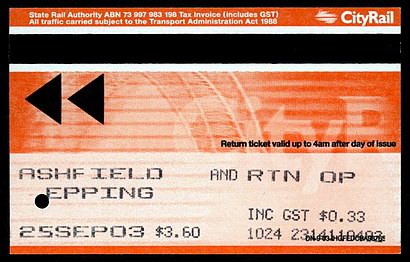 State Rail Authority ABN 73 997 983 198 Tax Invoice (includes GST)
All traffic carried subject to the Transport Administration Act 1988
CityRail
Return ticket valid up to 4am after day of issue
ASHFIELD AND RTN OP
EPPING
INC GST $0.33
25SEP03 $3.60 1024